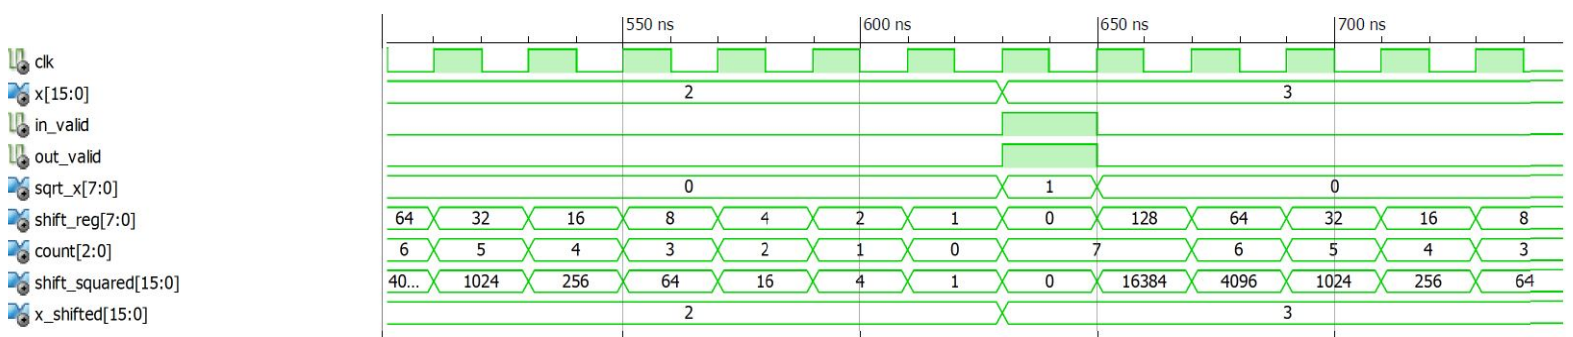 550 ns 600 ns 650 ns 700 ns
clk
x[15:0] 2 3
in_valid
out_valid
sqrt_x[7:0] 0 1 0
shift_reg[7:0] 64 32 16 8 4 2 1 0 128 64 32 16 8
count[2:0] 6 5 4 3 2 1 0 7 6 5 4 3
shift_squared[15:0] 40... 1024 256 64 16 4 1 0 16384 4096 1024 256 64
x_shifted[15:0] 2 3